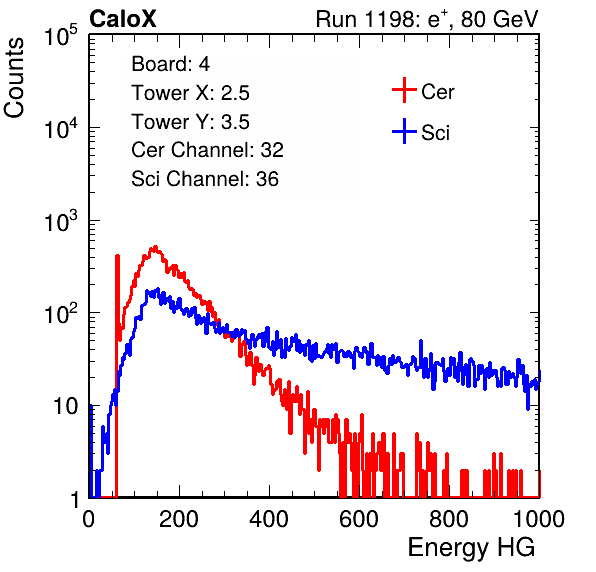 CaloX Run 1198: e⁺, 80 GeV
Counts
Board: 4
Tower X: 2.5
Tower Y: 3.5
Cer Channel: 32
Sci Channel: 36
Cer
Sci
10⁵
10⁴
10³
10²
10
1
0 200 400 600 800 1000
Energy HG